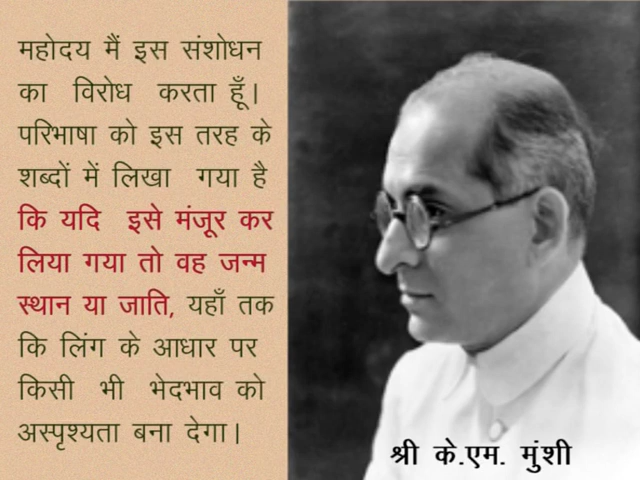 महोदय मैं इस संशोधन
का विरोध करता हूँ।
परिभाषा को इस तरह के
शब्दों में लिखा गया है
कि यदि इसे मंज़ूर कर
लिया गया तो वह जन्म
स्थान या जाति, यहाँ तक
कि लिंग के आधार पर
किसी भी भेदभाव को
अस्पृश्यता बना देगा।
श्री के.एम. मुंशी